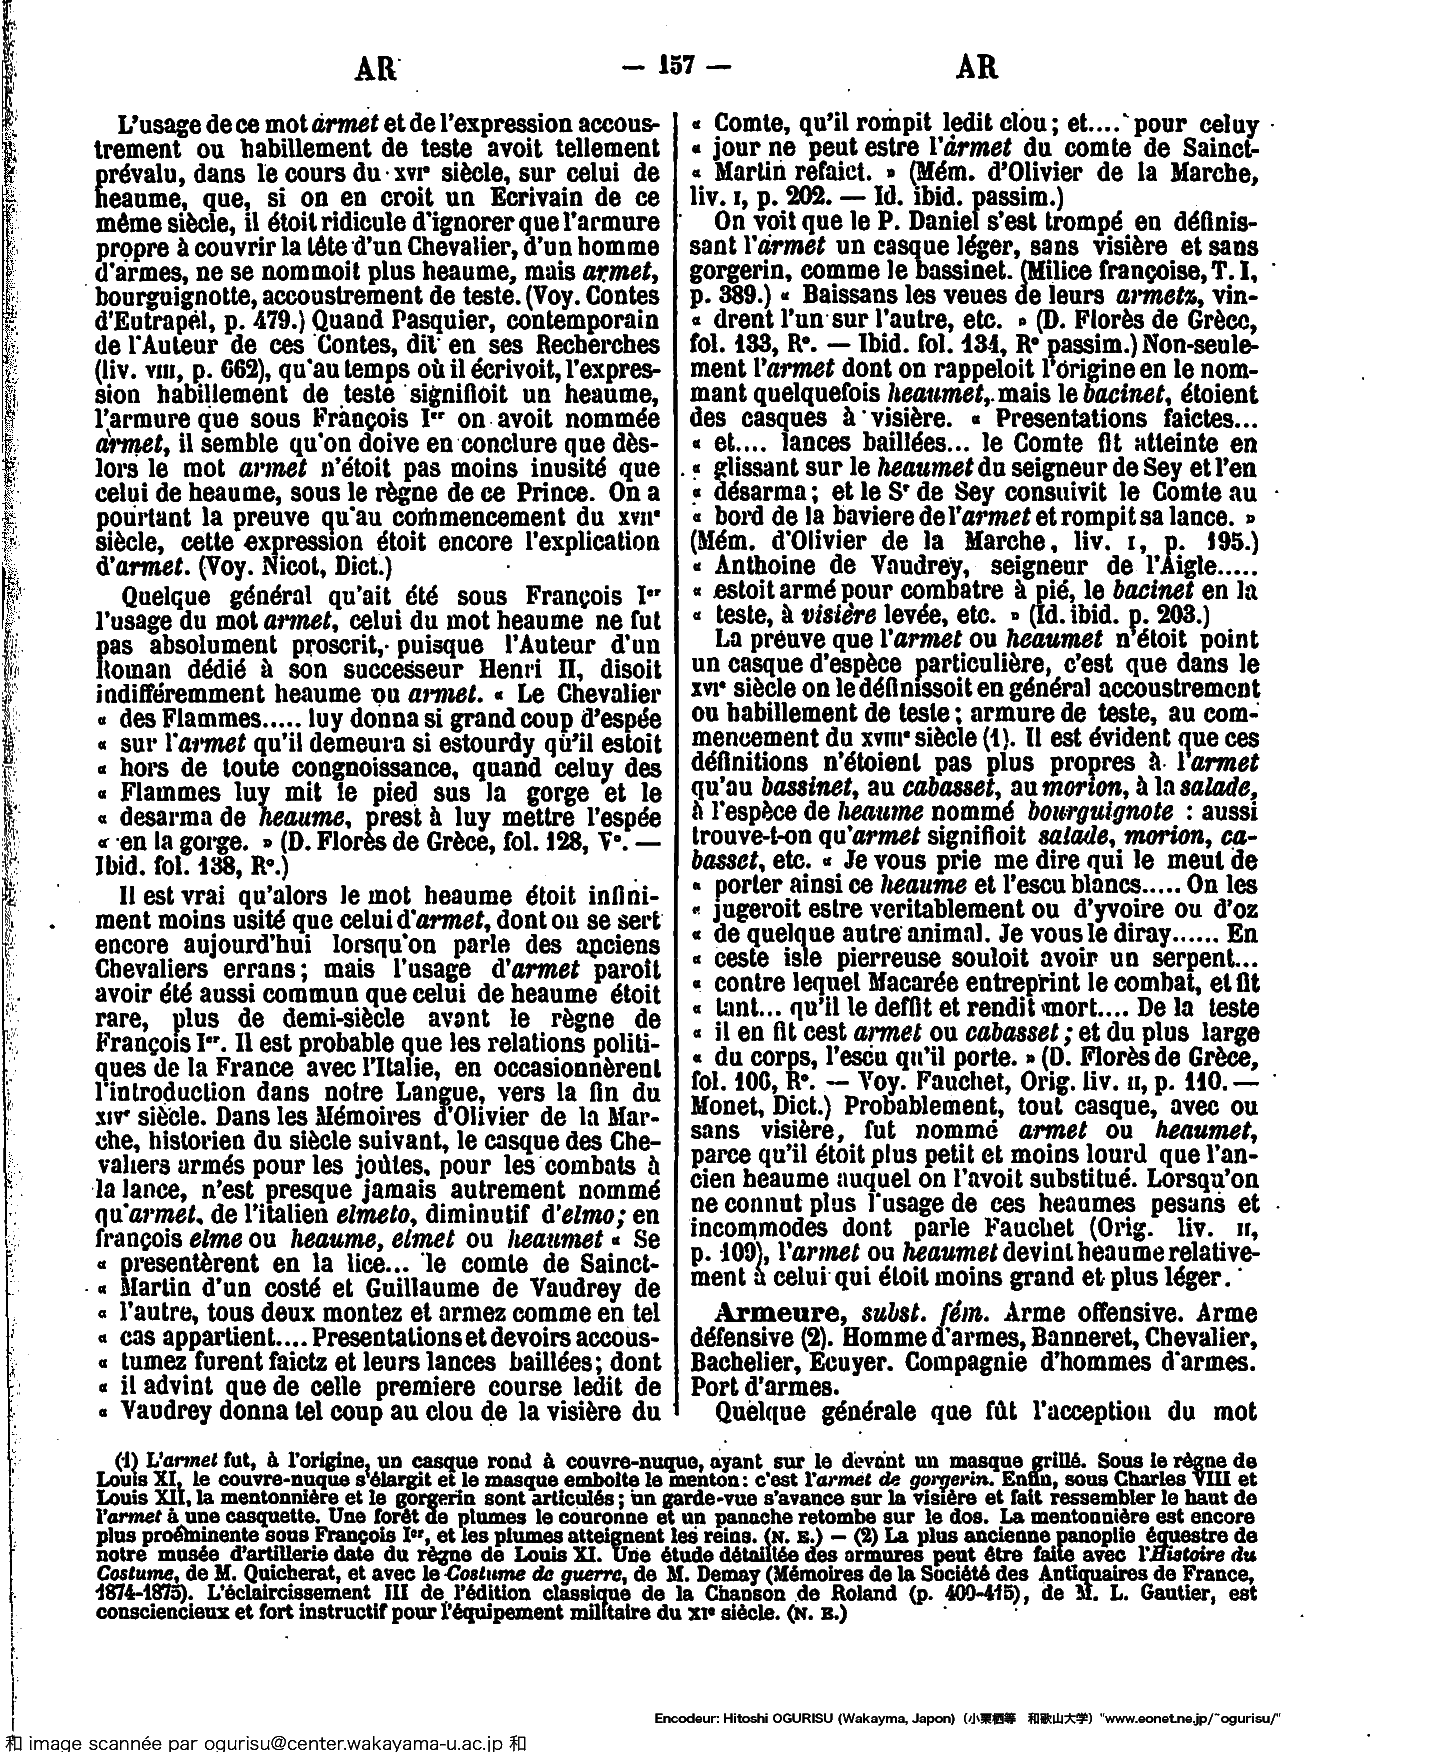 AR — 157 — AR
L'usage de ce mot armet et de l'expression accous-
trement ou habillement de teste avoit tellement
prévalu, dans le cours du XVIe siècle, sur celui de
heaume, que, si on en croit un Ecrivain de ce
même siècle, il étoit ridicule d'ignorer que l'armure
propre à couvrir la tête d'un Chevalier, d'un homme
d'armes, ne se nommoit plus heaume, mais armet,
bourguignotte, accoustrement de teste. (Voy. Contes
d'Eutrapel, p. 479.) Quand Pasquier, contemporain
de l'Auteur de ces Contes, dit en ses Recherches
(liv. VIII, p. 662), qu'au temps où il écrivoit, l'expres-
sion habillement de teste signifioit un heaume,
l'armure que sous François Ier on avoit nommée
armet, il semble qu'on doive en conclure que dès-
lors le mot armet n'étoit pas moins inusité que
celui de heaume, sous le règne de ce Prince. On a
pourtant la preuve qu'au commencement du XVIIe
siècle, cette expression étoit encore l'explication
d'armet. (Voy. Nicot, Dict.)
Quelque général qu'ait été sous François Ier
l'usage du mot armet, celui du mot heaume ne fut
pas absolument proscrit, puisque l'Auteur d'un
Roman dédié à son successeur Henri II, disoit
indifféremment heaume ou armet. « Le Chevalier
« des Flammes..... luy donna si grand coup d'espée
« sur l'armet qu'il demeura si estourdy qu'il estoit
« hors de toute congnoissance, quand celuy des
« Flammes luy mit le pied sus la gorge et le
« desarma de heaume, prest à luy mettre l'espée
« en la gorge. » (D. Florès de Grèce, fol. 128, V°. —
Ibid. fol. 138, R°.)
Il est vrai qu'alors le mot heaume étoit infini-
ment moins usité que celui d'armet, dont on se sert
encore aujourd'hui lorsqu'on parle des anciens
Chevaliers errans ; mais l'usage d'armet paroît
avoir été aussi commun que celui de heaume étoit
rare, plus de demi-siècle avant le règne de
François Ier. Il est probable que les relations politi-
ques de la France avec l'Italie, en occasionnèrent
l'introduction dans notre Langue, vers la fin du
XIVe siècle. Dans les Mémoires d'Olivier de la Mar-
che, historien du siècle suivant, le casque des Che-
valiers armés pour les joûtes, pour les combats à
la lance, n'est presque jamais autrement nommé
qu'armet, de l'italien elmeto, diminutif d'elmo ; en
françois elme ou heaume, elmet ou heaumet « Se
« presentèrent en la lice... le comte de Sainct-
« Martin d'un costé et Guillaume de Vaudrey de
« l'autre, tous deux montez et armez comme en tel
« cas appartient.... Presentations et devoirs accous-
« tumez furent faictz et leurs lances baillées ; dont
« il advint que de celle premiere course ledit de
« Vaudrey donna tel coup au clou de la visière du
« Comte, qu'il rompit ledit clou ; et.... pour celuy
« jour ne peut estre l'armet du comte de Sainct-
« Martin refaict. » (Mém. d'Olivier de la Marche,
liv. I, p. 202. — Id. ibid. passim.)
On voit que le P. Daniel s'est trompé en définis-
sant l'armet un casque léger, sans visière et sans
gorgerin, comme le bassinet. (Milice françoise, T. I,
p. 389.) « Baissans les veues de leurs armetz, vin-
« drent l'un sur l'autre, etc. » (D. Florès de Grèce,
fol. 133, R°. — Ibid. fol. 134, R° passim.) Non-seule-
ment l'armet dont on rappeloit l'origine en le nom-
mant quelquefois heaumet, mais le bacinet, étoient
des casques à visière. « Presentations faictes...
« et.... lances baillées... le Comte fit atteinte en
« glissant sur le heaumet du seigneur de Sey et l'en
« désarma ; et le Sr de Sey consuivit le Comte au
« bord de la baviere de l'armet et rompit sa lance. »
(Mém. d'Olivier de la Marche, liv. I, p. 195.)
« Anthoine de Vaudrey, seigneur de l'Aigle.....
« estoit armé pour combatre à pié, le bacinet en la
« teste, à visière levée, etc. » (Id. ibid. p. 203.)
La preuve que l'armet ou heaumet n'étoit point
un casque d'espèce particulière, c'est que dans le
XVIe siècle on le définissoit en général accoustrement
ou habillement de teste ; armure de teste, au com-
mencement du XVIIIe siècle (1). Il est évident que ces
définitions n'étoient pas plus propres à l'armet
qu'au bassinet, au cabasset, au morion, à la salade,
à l'espèce de heaume nommé bourguignote : aussi
trouve-t-on qu'armet signifioit salade, morion, ca-
basset, etc. « Je vous prie me dire qui le meut de
« porter ainsi ce heaume et l'escu blancs..... On les
« jugeroit estre veritablement ou d'yvoire ou d'oz
« de quelque autre animal. Je vous le diray...... En
« ceste isle pierreuse souloit avoir un serpent...
« contre lequel Macarée entreprint le combat, et fit
« tant... qu'il le deffit et rendit mort.... De la teste
« il en fit cest armet ou cabasset ; et du plus large
« du corps, l'escu qu'il porte. » (D. Florès de Grèce,
fol. 106, R°. — Voy. Fauchet, Orig. liv. II, p. 110. —
Monet, Dict.) Probablement, tout casque, avec ou
sans visière, fut nommé armet ou heaumet,
parce qu'il étoit plus petit et moins lourd que l'an-
cien heaume auquel on l'avoit substitué. Lorsqu'on
ne connut plus l'usage de ces heaumes pesans et
incommodes dont parle Fauchet (Orig. liv. II,
p. 109), l'armet ou heaumet devint heaume relative-
ment à celui qui étoit moins grand et plus léger.
Armeure, subst. fém. Arme offensive. Arme
défensive (2). Homme d'armes, Banneret, Chevalier,
Bachelier, Ecuyer. Compagnie d'hommes d'armes.
Port d'armes.
Quelque générale que fût l'acception du mot
(1) L'armet fut, à l'origine, un casque rond à couvre-nuque, ayant sur le devant un masque grillé. Sous le règne de
Louis XI, le couvre-nuque s'élargit et le masque emboîte le menton : c'est l'armet de gorgerin. Enfin, sous Charles VIII et
Louis XII, la mentonnière et le gorgerin sont articulés ; un garde-vue s'avance sur la visière et fait ressembler le haut de
l'armet à une casquette. Une forêt de plumes le couronne et un panache retombe sur le dos. La mentonnière est encore
plus proéminente sous François Ier, et les plumes atteignent les reins. (N. E.) — (2) La plus ancienne panoplie équestre de
notre musée d'artillerie date du règne de Louis XI. Une étude détaillée des armures peut être faite avec l'Histoire du
Costume, de M. Quicherat, et avec le Costume de guerre, de M. Demay (Mémoires de la Société des Antiquaires de France,
1874-1875). L'éclaircissement III de l'édition classique de la Chanson de Roland (p. 400-415), de M. L. Gautier, est
consciencieux et fort instructif pour l'équipement militaire du XIe siècle. (N. E.)
Encodeur: Hitoshi OGURISU (Wakayma, Japon) (小栗栖等 和歌山大学) "www.eonet.ne.jp/~ogurisu/"
和 image scannée par ogurisu@center.wakayama-u.ac.jp 和